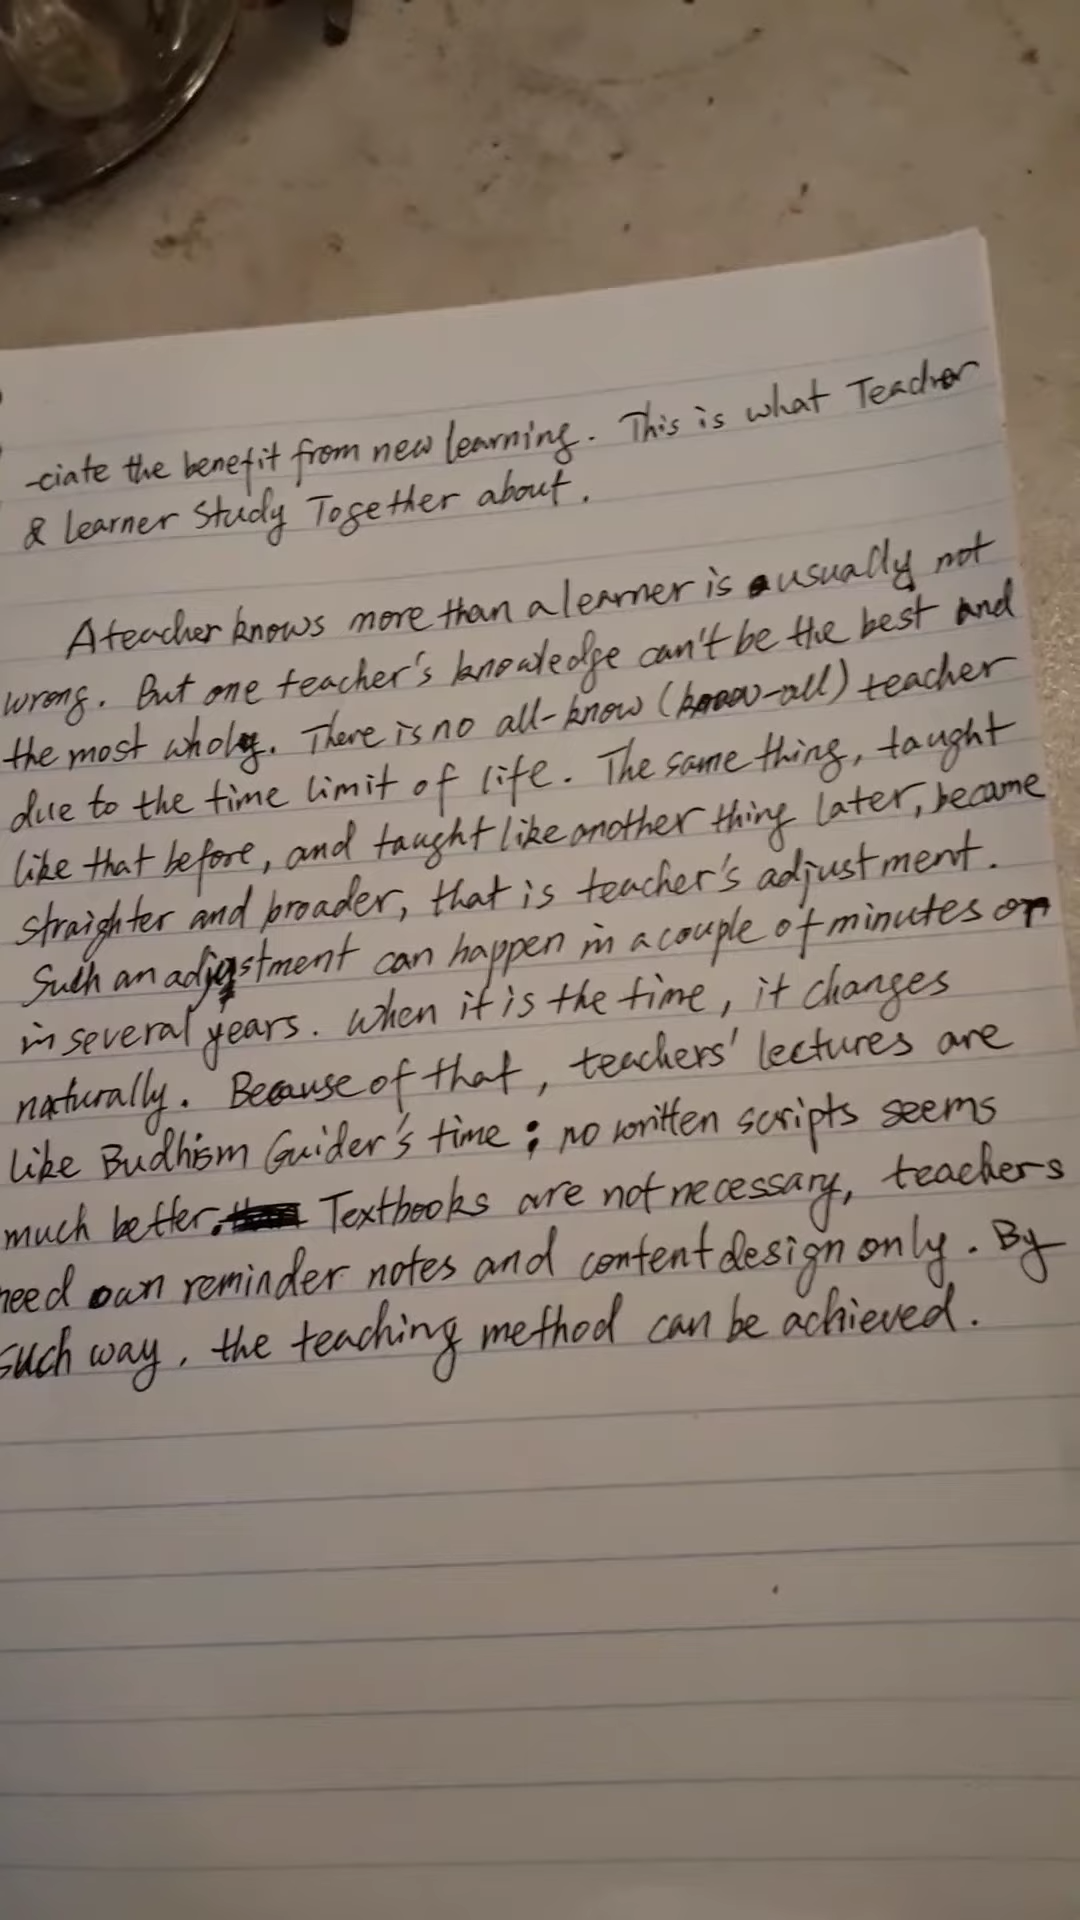 -ciate the benefit from new learning. This is what Teacher
& learner Study Together about.
A teacher knows more than a learner is usually not
wrong. But one teacher's knowledge can't be the best and
the most wholy. There is no all-know (know-all) teacher
due to the time limit of life. The same thing, taught
like that before, and taught like another thing later, became
straighter and broader, that is teacher's adjustment.
Such an adjustment can happen in a couple of minutes or
in several years. When it is the time, it changes
naturally. Because of that, teachers' lectures are
like Budhism Guider's time; no written scripts seems
much better. Textbooks are not necessary, teachers
need own reminder notes and content design only. By
such way, the teaching method can be achieved.